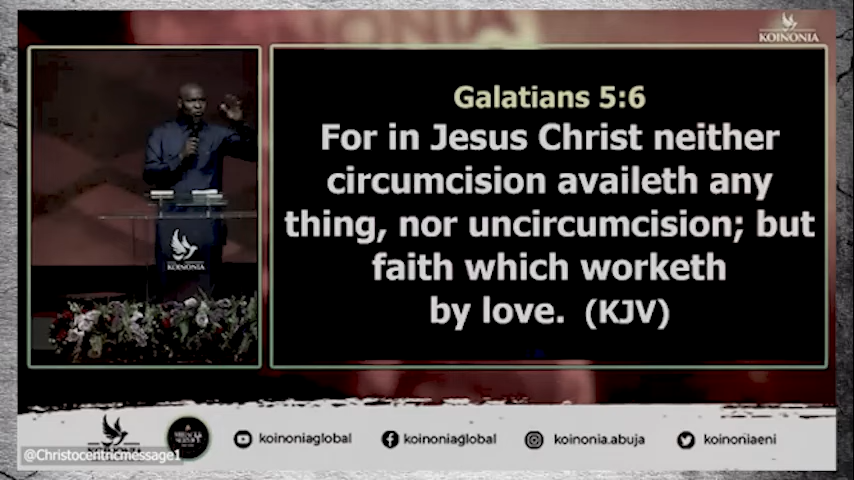 KOINONIA
Galatians 5:6
For in Jesus Christ neither
circumcision availeth any
thing, nor uncircumcision; but
faith which worketh
by love. (KJV)
KOINONIA
koinoniaglobal
koinoniaglobal
koinonia.abuja
koinoniaeni
@Christocentricmessage1